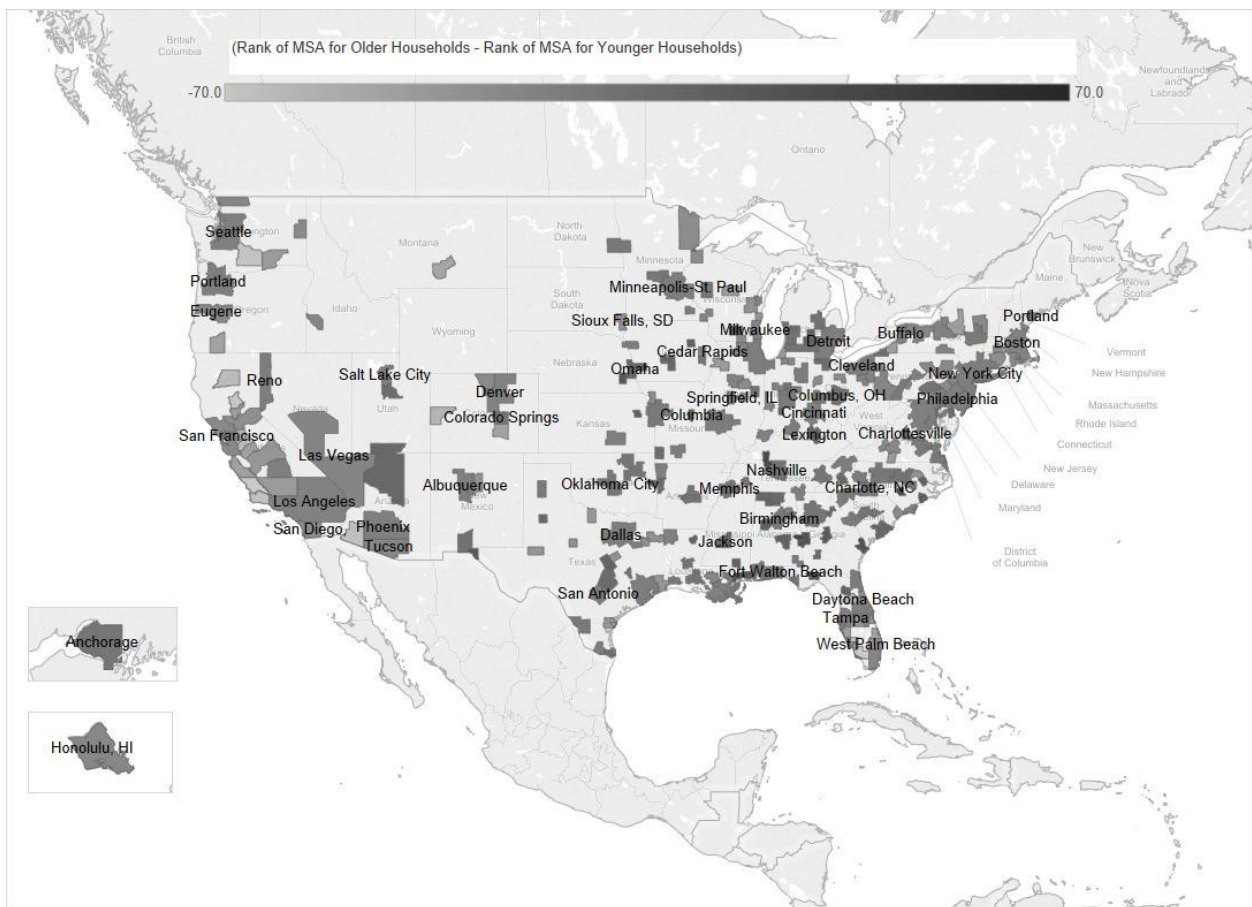 British
Columbia
(Rank of MSA for Older Households - Rank of MSA for Younger Households)
-70.0
70.0
Newfoundland
and
Labrador
Ontario
Seattle
Montana
North
Dakota
Minnesota
New
Brunswick
Maine
Nova
Scotia
Portland
Minneapolis-St. Paul
South
Dakota
Wisconsin
Eugene
Idaho
Wyoming
Sioux Falls, SD
Milwaukee
Detroit
Buffalo
Portland
Boston
Vermont
Reno
Salt Lake City
Nebraska
Cedar Rapids
Cleveland
New York City
New Hampshire
Utah
Nevada
Denver
Omaha
Springfield, IL
Columbus, OH
Philadelphia
Massachusetts
Colorado Springs
Columbia
Cincinnati
West
Rhode Island
San Francisco
Kansas
Missouri
Lexington
Charlottesville
Connecticut
Las Vegas
Nashville
New Jersey
Albuquerque
New
Mexico
Oklahoma City
Memphis
Charlotte, NC
Delaware
Los Angeles
Arizona
Maryland
San Diego
Phoenix
Tucson
Dallas
Birmingham
Mississippi
Georgia
Jackson
District
of Columbia
Texas
Fort Walton Beach
San Antonio
Daytona Beach
Tampa
West Palm Beach
Anchorage
Honolulu, HI